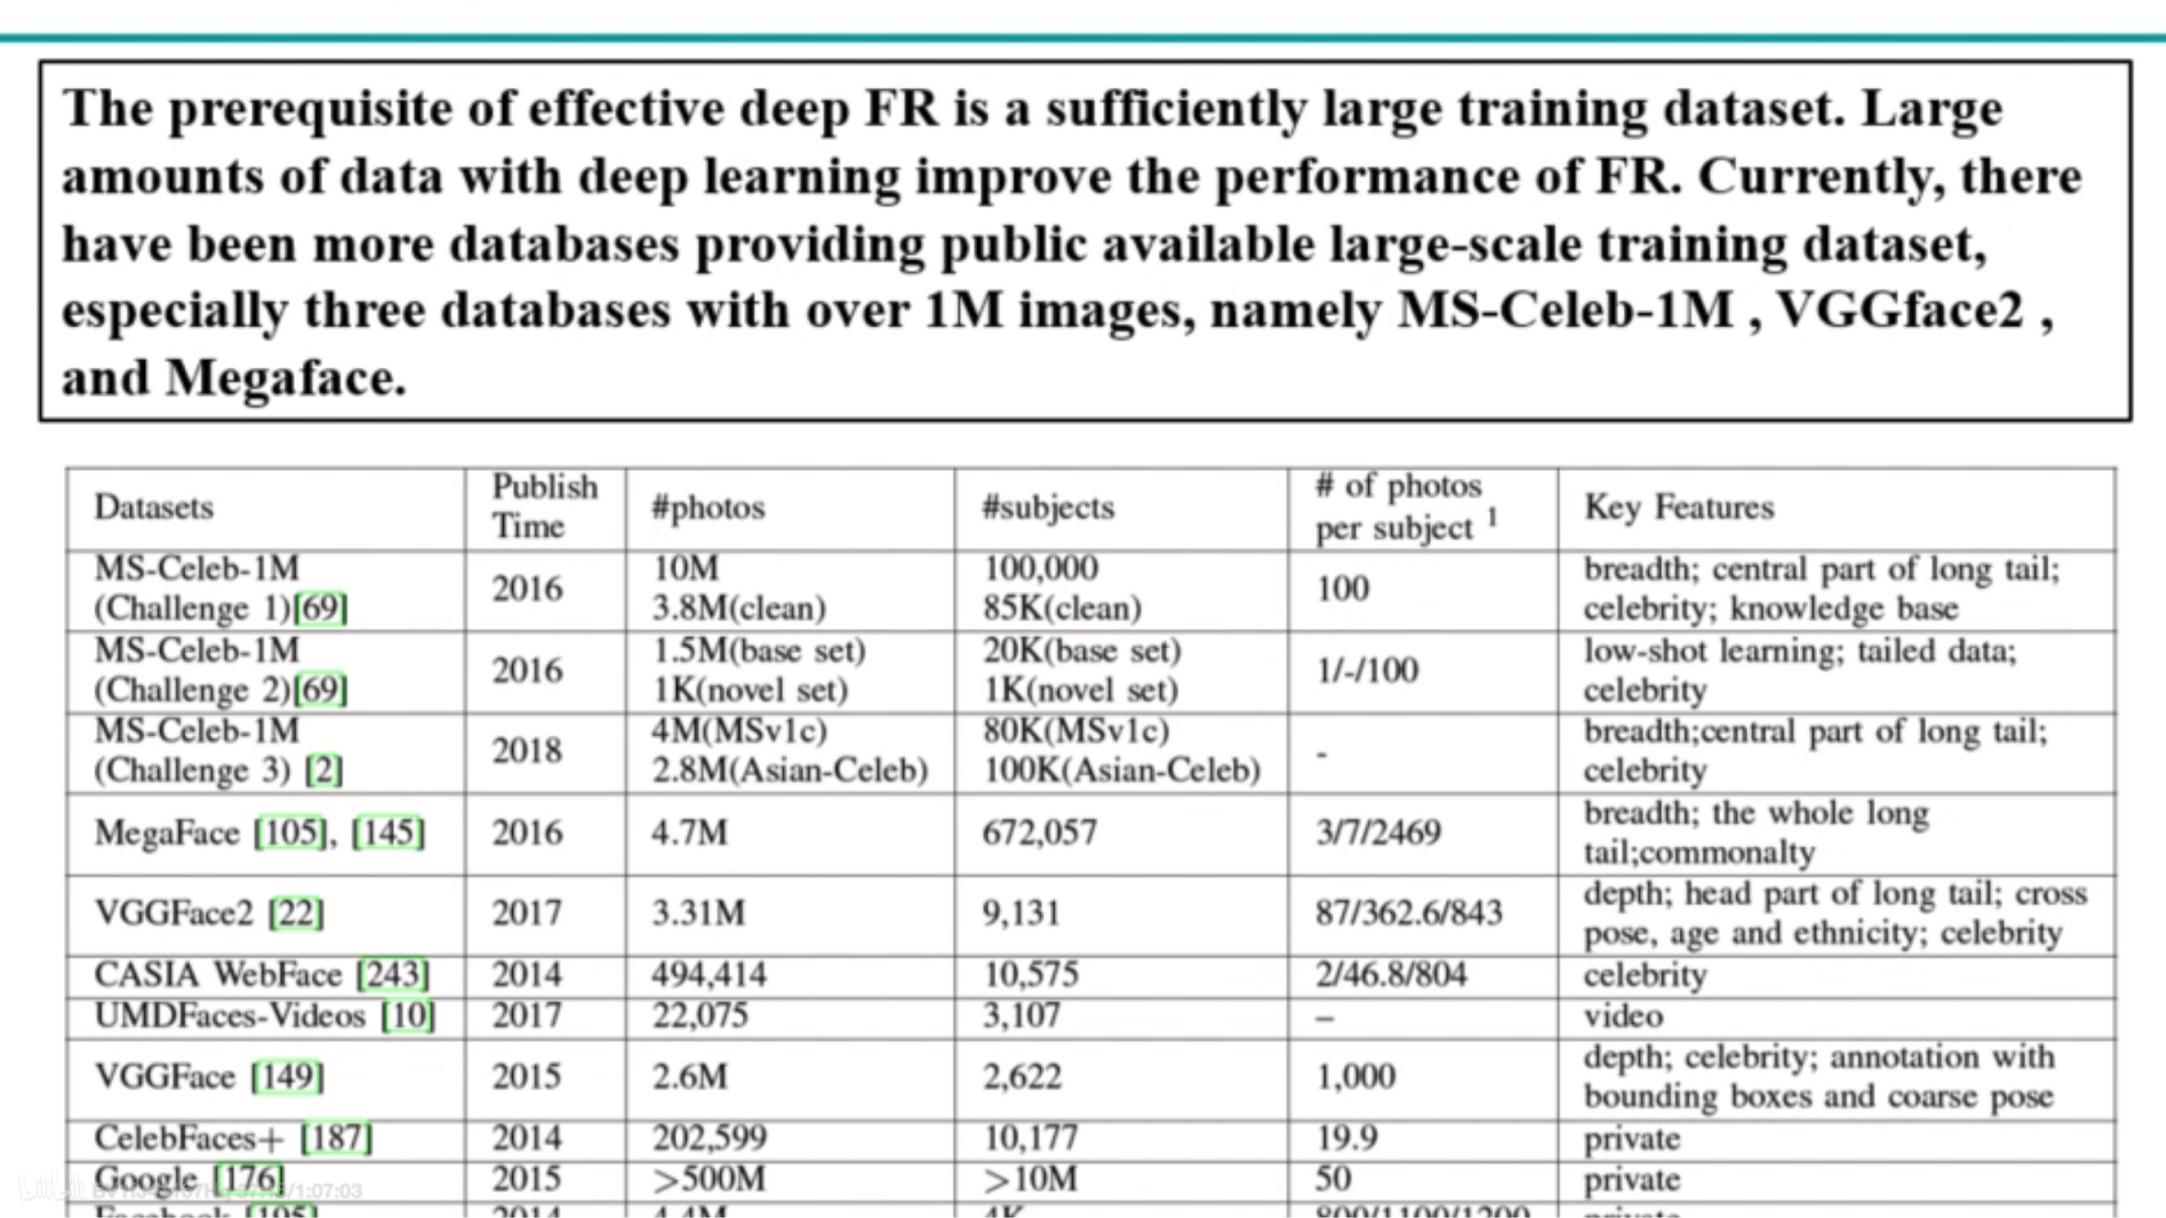 The prerequisite of effective deep FR is a sufficiently large training dataset. Large
amounts of data with deep learning improve the performance of FR. Currently, there
have been more databases providing public available large-scale training dataset,
especially three databases with over 1M images, namely MS-Celeb-1M , VGGface2 ,
and Megaface.
Datasets Publish Time #photos #subjects # of photos per subject 1 Key Features
MS-Celeb-1M (Challenge 1)[69] 2016 10M 3.8M(clean) 100,000 85K(clean) 100 breadth; central part of long tail; celebrity; knowledge base
MS-Celeb-1M (Challenge 2)[69] 2016 1.5M(base set) 1K(novel set) 20K(base set) 1K(novel set) 1/-/100 low-shot learning; tailed data; celebrity
MS-Celeb-1M (Challenge 3) [2] 2018 4M(MSv1c) 2.8M(Asian-Celeb) 80K(MSv1c) 100K(Asian-Celeb) - breadth;central part of long tail; celebrity
MegaFace [105], [145] 2016 4.7M 672,057 3/7/2469 breadth; the whole long tail;commonalty
VGGFace2 [22] 2017 3.31M 9,131 87/362.6/843 depth; head part of long tail; cross pose, age and ethnicity; celebrity
CASIA WebFace [243] 2014 494,414 10,575 2/46.8/804 celebrity
UMDFaces-Videos [10] 2017 22,075 3,107 – video
VGGFace [149] 2015 2.6M 2,622 1,000 depth; celebrity; annotation with bounding boxes and coarse pose
CelebFaces+ [187] 2014 202,599 10,177 19.9 private
Google [176] 2015 >500M >10M 50 private
/1:07:03